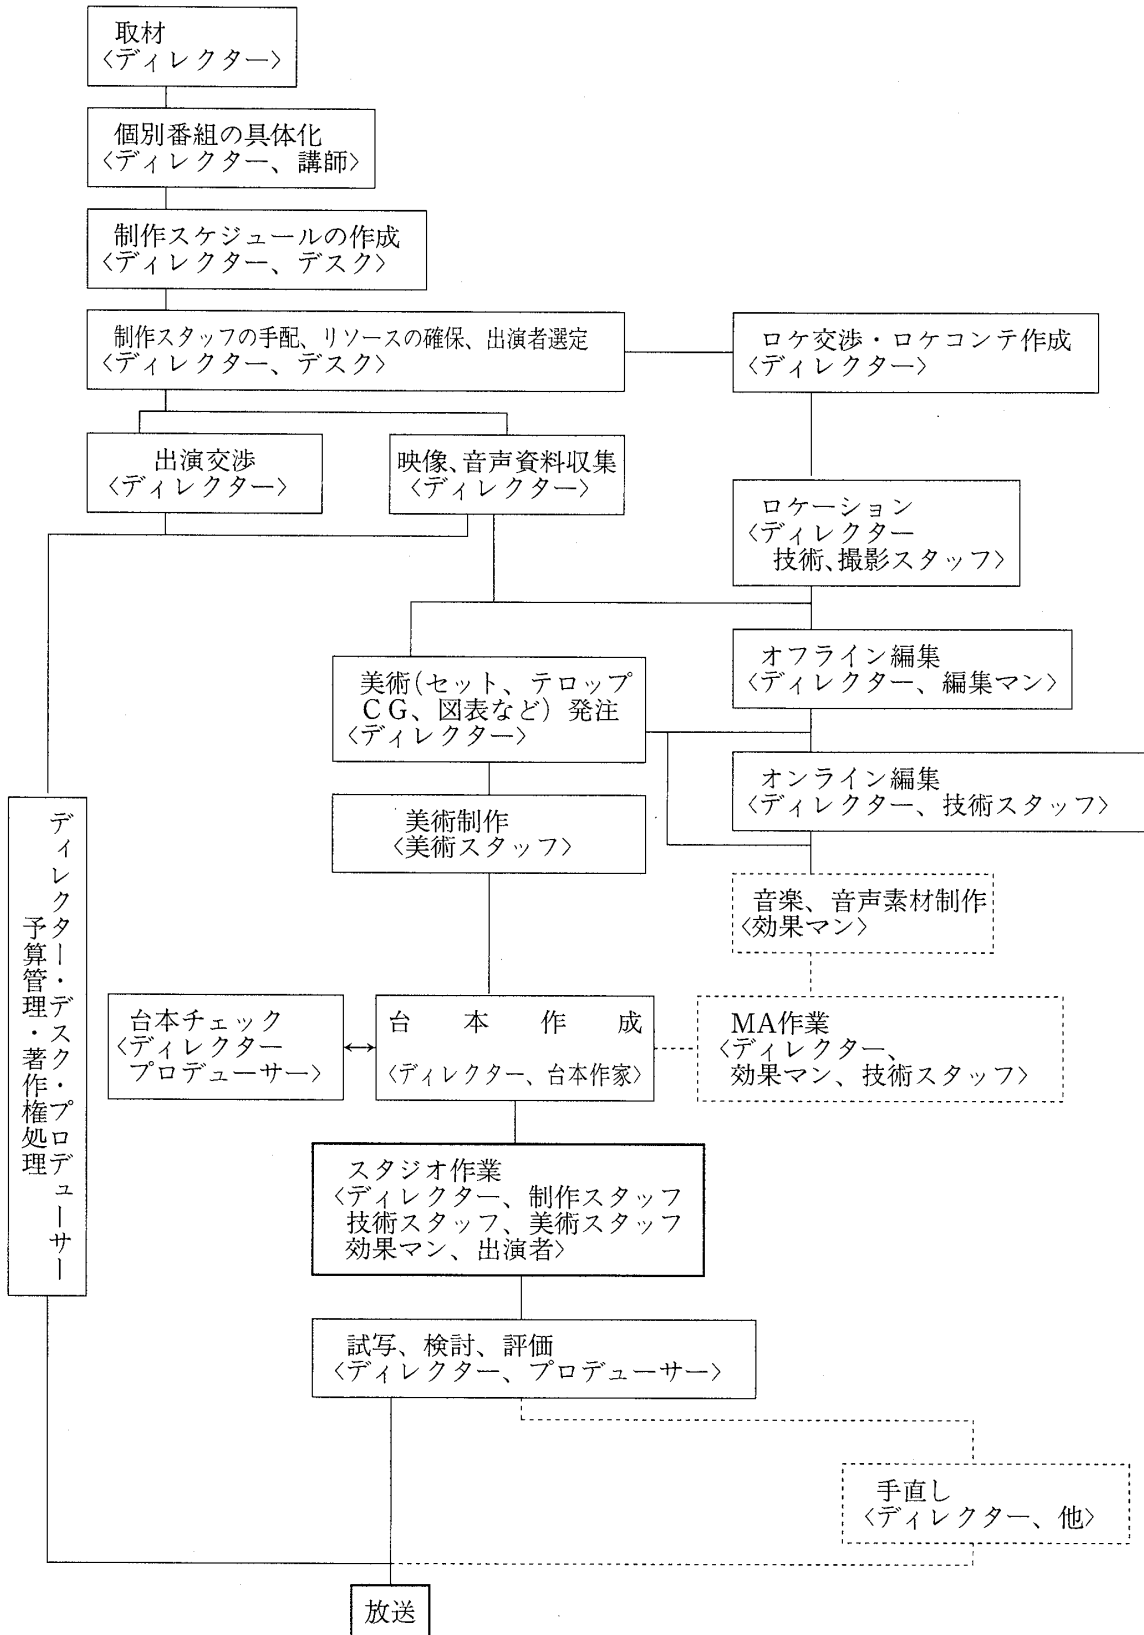 取材
〈ディレクター〉
個別番組の具体化
〈ディレクター、講師〉
制作スケジュールの作成
〈ディレクター、デスク〉
制作スタッフの手配、リソースの確保、出演者選定
〈ディレクター、デスク〉
ロケ交渉・ロケコンテ作成
〈ディレクター〉
出演交渉
〈ディレクター〉
映像、音声資料収集
〈ディレクター〉
ロケーション
〈ディレクター
技術、撮影スタッフ〉
オフライン編集
〈ディレクター、編集マン〉
美術(セット、テロップ
CG、図表など) 発注
〈ディレクター〉
オンライン編集
〈ディレクター、技術スタッフ〉
美術制作
〈美術スタッフ〉
音楽、音声素材制作
〈効果マン〉
ディレクター・デスク・プロデューサー
予算管理・著作権処理
台本チェック
〈ディレクター
プロデューサー〉
台本作成
〈ディレクター、台本作家〉
MA作業
〈ディレクター、
効果マン、技術スタッフ〉
スタジオ作業
〈ディレクター、制作スタッフ
技術スタッフ、美術スタッフ
効果マン、出演者〉
試写、検討、評価
〈ディレクター、プロデューサー〉
手直し
〈ディレクター、他〉
放送